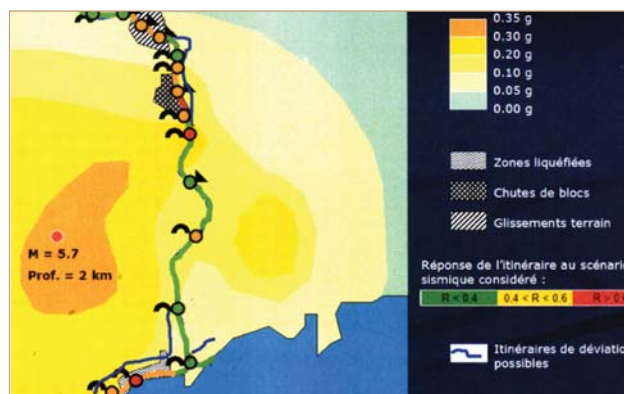 0.35 g
0.30 g
0.20 g
0.10 g
0.05 g
0.00 g
Zones liquéfiées
Chutes de blocs
Glissements terrain
M = 5.7
Prof. = 2 km
Réponse de l'itinéraire au scénario
sismique considéré :
R < 0,4 0,4 < R < 0,6 R > 0,6
Itinéraires de déviation
possibles